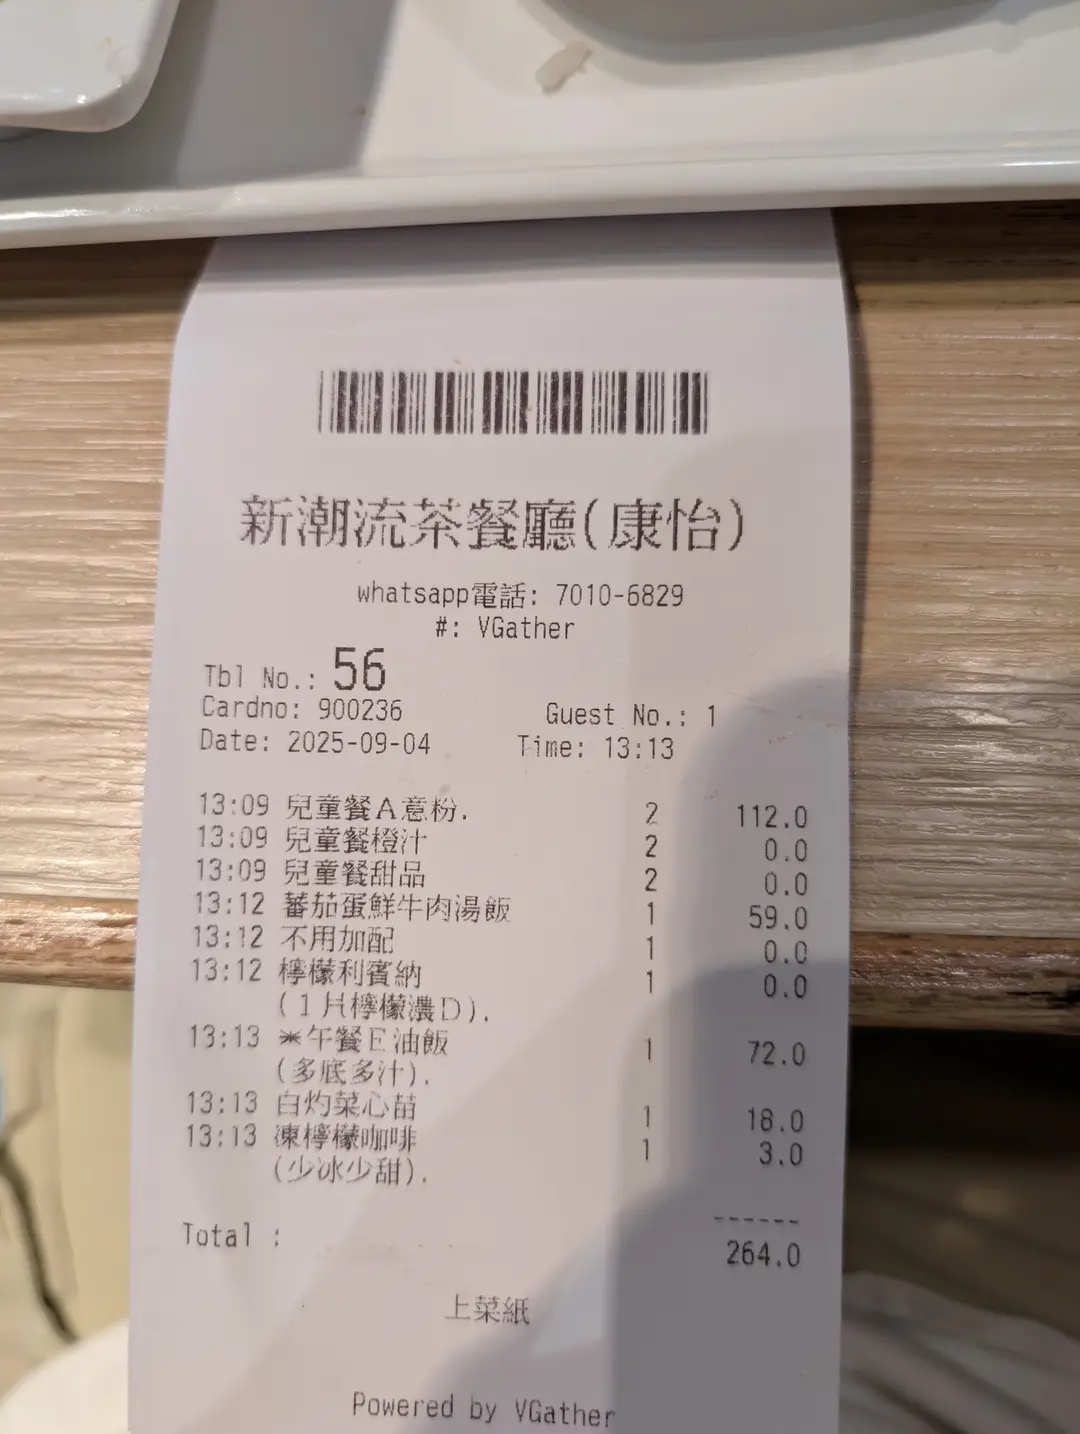 新潮流茶餐廳(康怡)
whatsapp電話: 7010-6829
#: VGather
Tbl No.: 56
Cardno: 900236 Guest No.: 1
Date: 2025-09-04 Time: 13:13
13:09 兒童餐A意粉. 2 112.0
13:09 兒童餐橙汁 2 0.0
13:09 兒童餐甜品 2 0.0
13:12 蕃茄蛋鮮牛肉湯飯 1 59.0
13:12 不用加配 1 0.0
13:12 檸檬利賓納 1 0.0
(1片檸檬濃D).
13:13 *午餐E油飯 1 72.0
(多底多汁).
13:13 白灼菜心苗 1 18.0
13:13 凍檸檬咖啡 1 3.0
(少冰少甜).
------
Total : 264.0
上菜紙
Powered by VGather